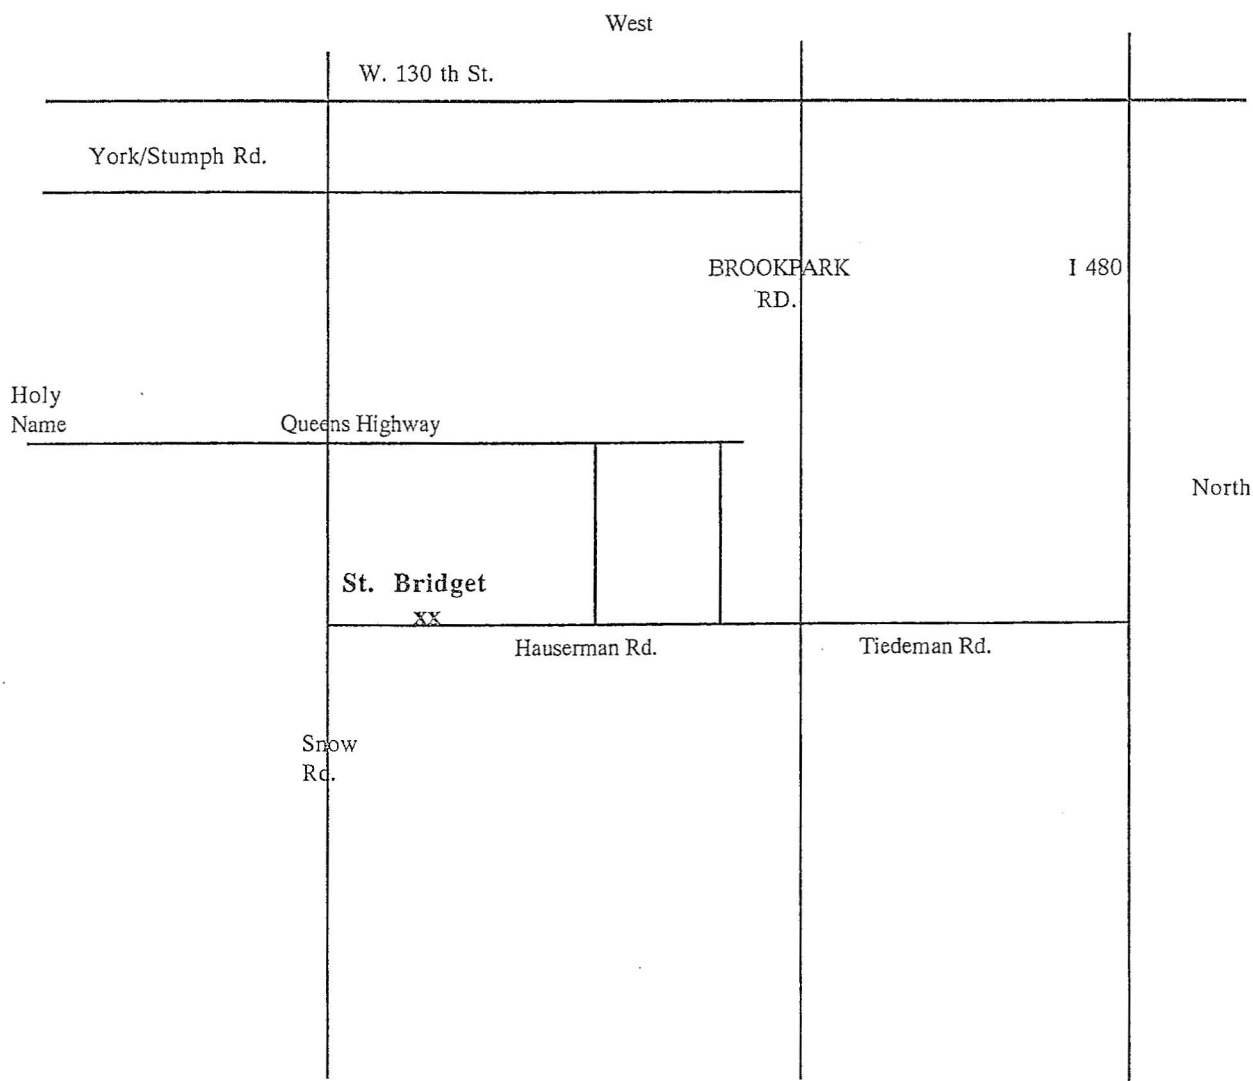 West
W. 130 th St.
York/Stumph Rd.
BROOKPARK
RD.
I 480
Holy
Name
Queens Highway
North
St. Bridget
xx
Hauserman Rd.
Tiedeman Rd.
Snow
Rd.